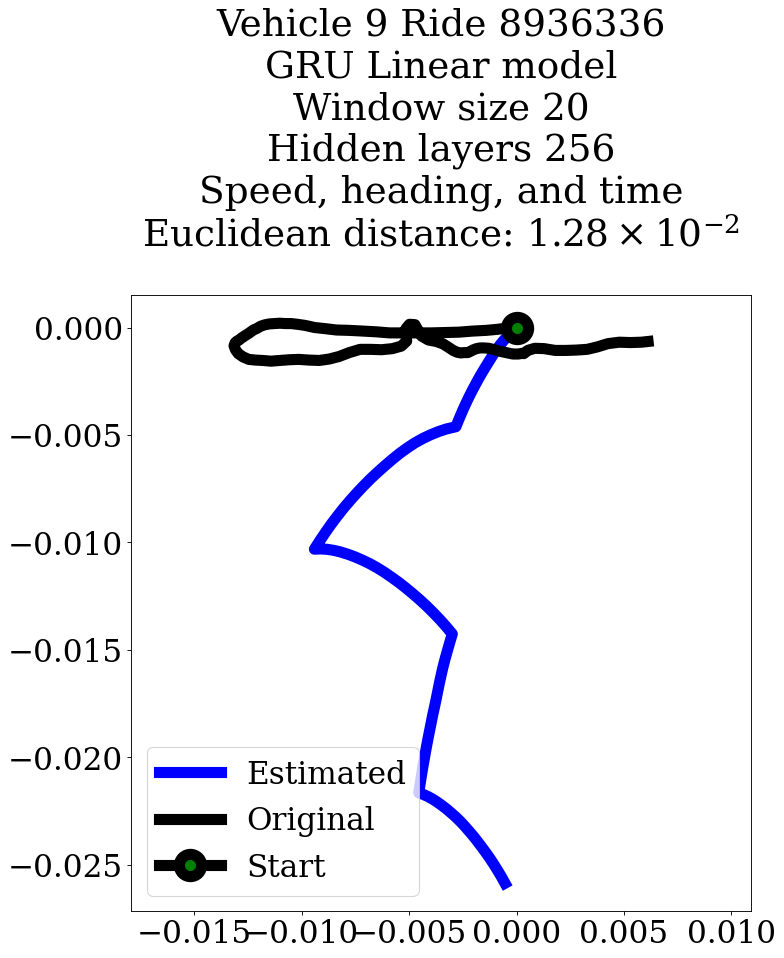 Vehicle 9 Ride 8936336
GRU Linear model
Window size 20
Hidden layers 256
Speed, heading, and time
Euclidean distance: 1.28 × 10⁻²
0.000
−0.005
−0.010
−0.015
−0.020
−0.025
Estimated
Original
Start
−0.015 −0.010 −0.005 0.000 0.005 0.010